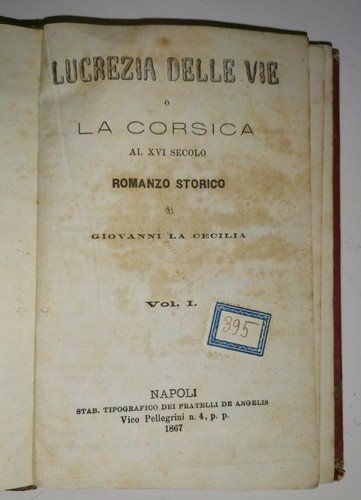 LUCREZIA DELLE VIE
o
LA CORSICA
AL XVI SECOLO
ROMANZO STORICO
di
GIOVANNI LA CECILIA
Vol. I.
395
NAPOLI
STAB. TIPOGRAFICO DEI FRATELLI DE ANGELIS
Vico Pellegrini n. 4, p. p.
1867